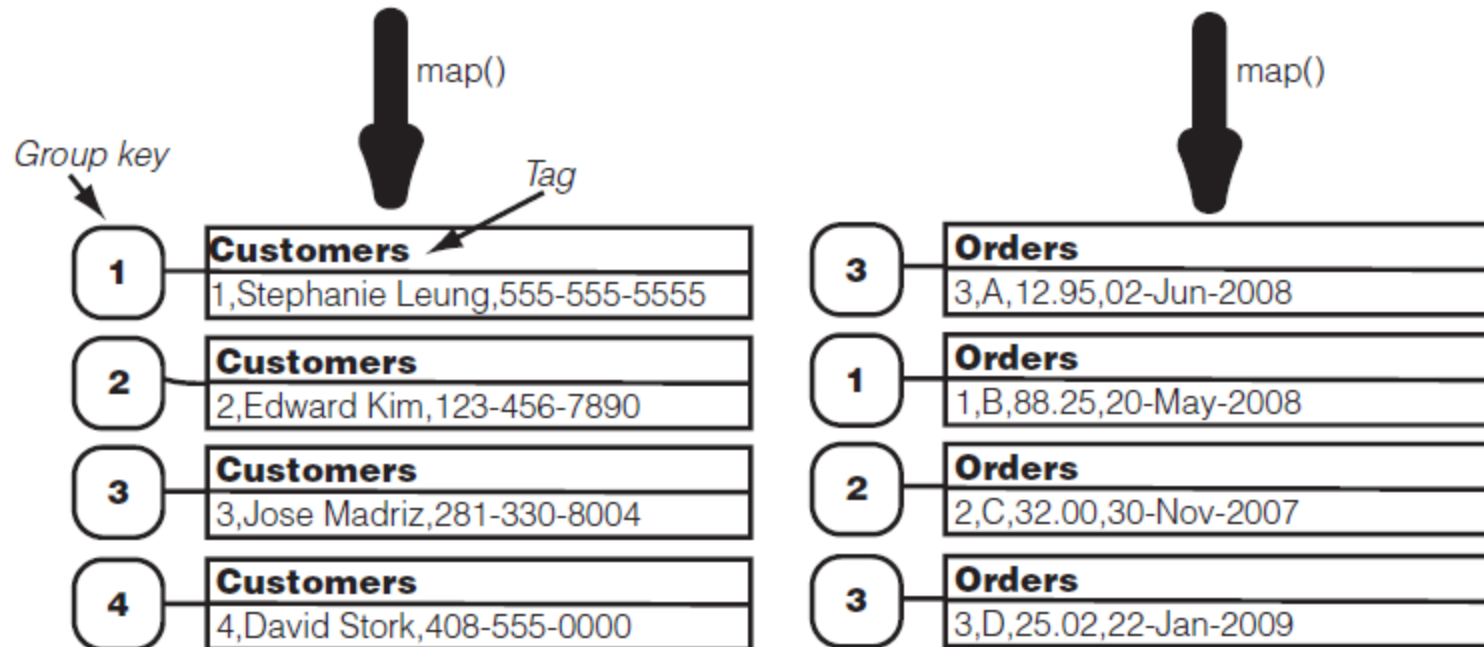 map()
map()
Group key
Tag
1
Customers
1,Stephanie Leung,555-555-5555
2
Customers
2,Edward Kim,123-456-7890
3
Customers
3,Jose Madriz,281-330-8004
4
Customers
4,David Stork,408-555-0000
3
Orders
3,A,12.95,02-Jun-2008
1
Orders
1,B,88.25,20-May-2008
2
Orders
2,C,32.00,30-Nov-2007
3
Orders
3,D,25.02,22-Jan-2009